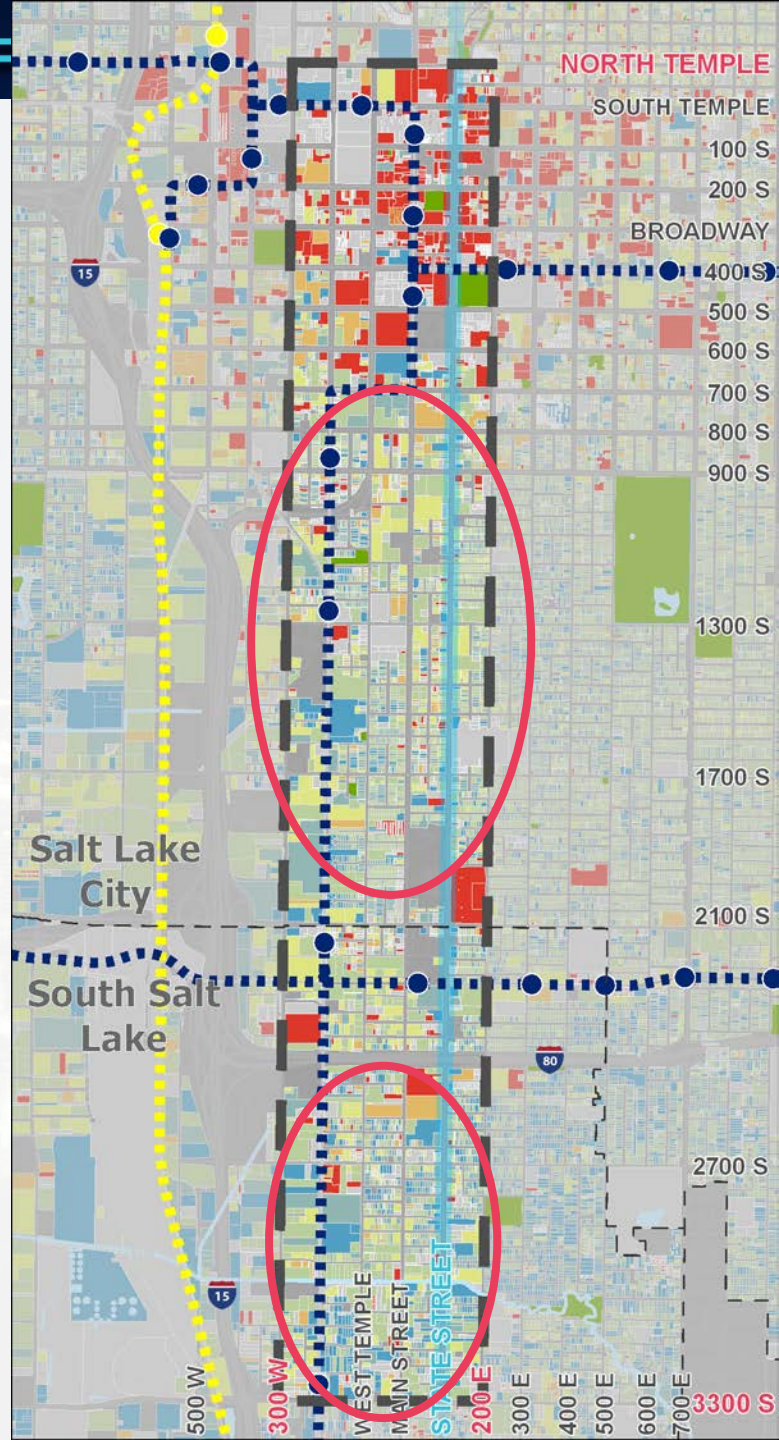 NORTH TEMPLE
SOUTH TEMPLE
100 S
200 S
BROADWAY
400 S
15
500 S
600 S
700 S
800 S
900 S
1300 S
1700 S
Salt Lake
City
2100 S
South Salt
Lake
80
2700 S
15
500 W
300 W
WEST TEMPLE
MAIN STREET
STATE STREET
200 E
300 E
400 E
500 E
600 E
700 E
3300 S